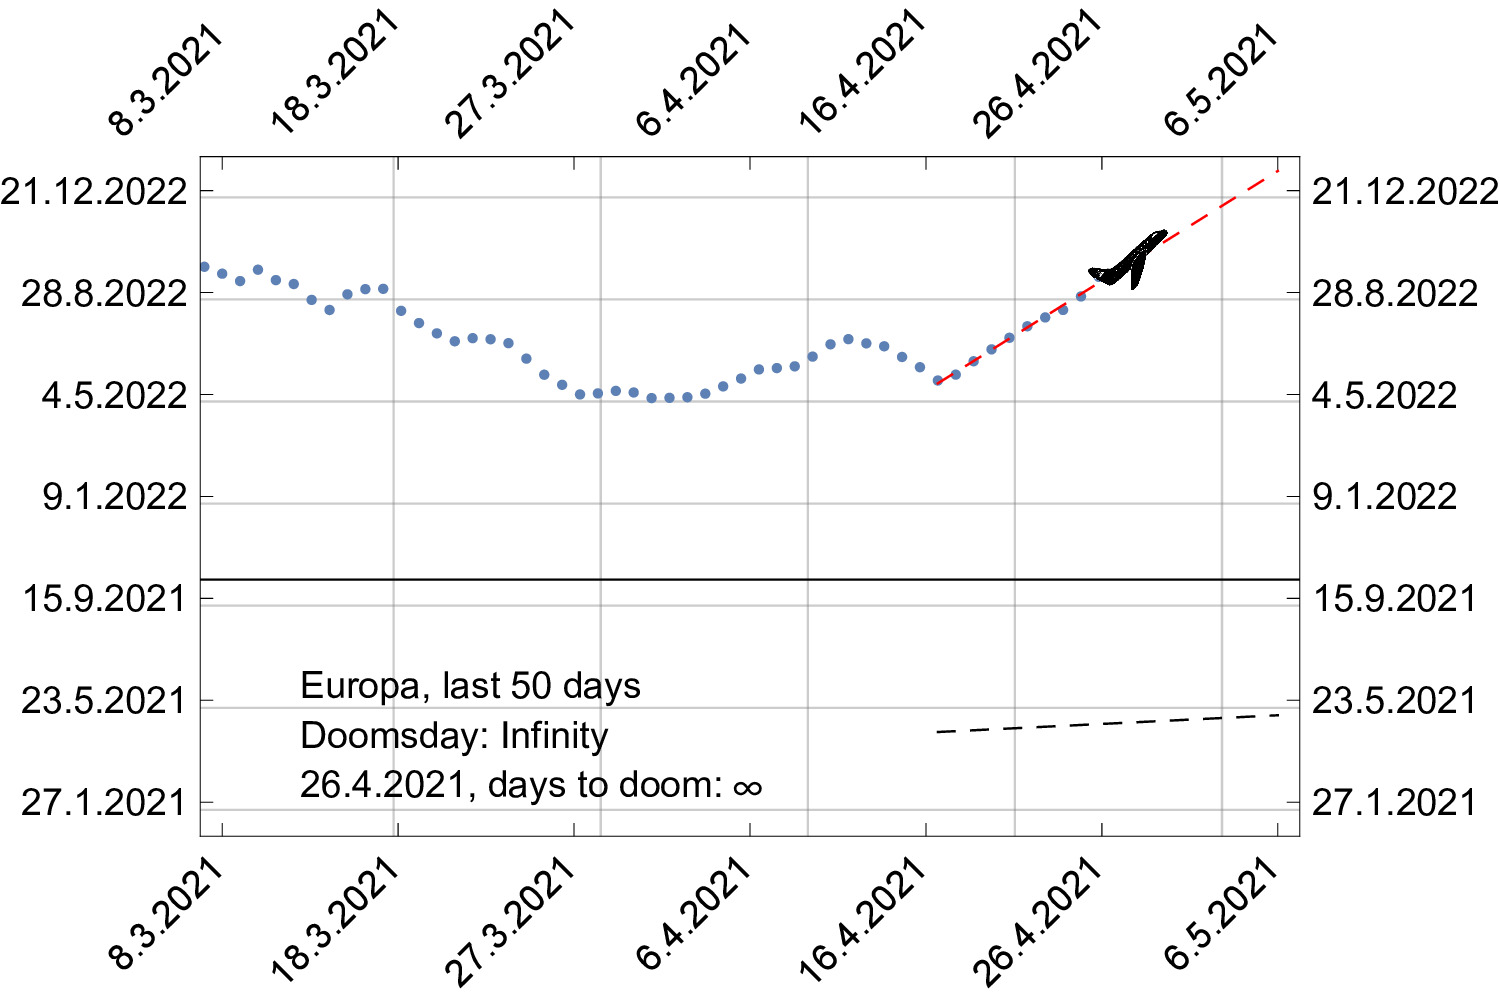 8.3.2021 18.3.2021 27.3.2021 6.4.2021 16.4.2021 26.4.2021 6.5.2021
21.12.2022 21.12.2022
28.8.2022 28.8.2022
4.5.2022 4.5.2022
9.1.2022 9.1.2022
15.9.2021 15.9.2021
Europa, last 50 days
23.5.2021 23.5.2021
Doomsday: Infinity
26.4.2021, days to doom: ∞
27.1.2021 27.1.2021
8.3.2021 18.3.2021 27.3.2021 6.4.2021 16.4.2021 26.4.2021 6.5.2021